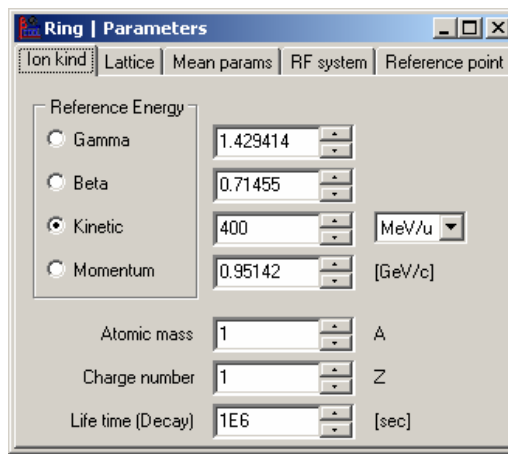 Ring | Parameters
Ion kind Lattice Mean params RF system Reference point
Reference Energy
Gamma 1.429414
Beta 0.71455
Kinetic 400 MeV/u
Momentum 0.95142 [GeV/c]
Atomic mass 1 A
Charge number 1 Z
Life time (Decay) 1E6 [sec]